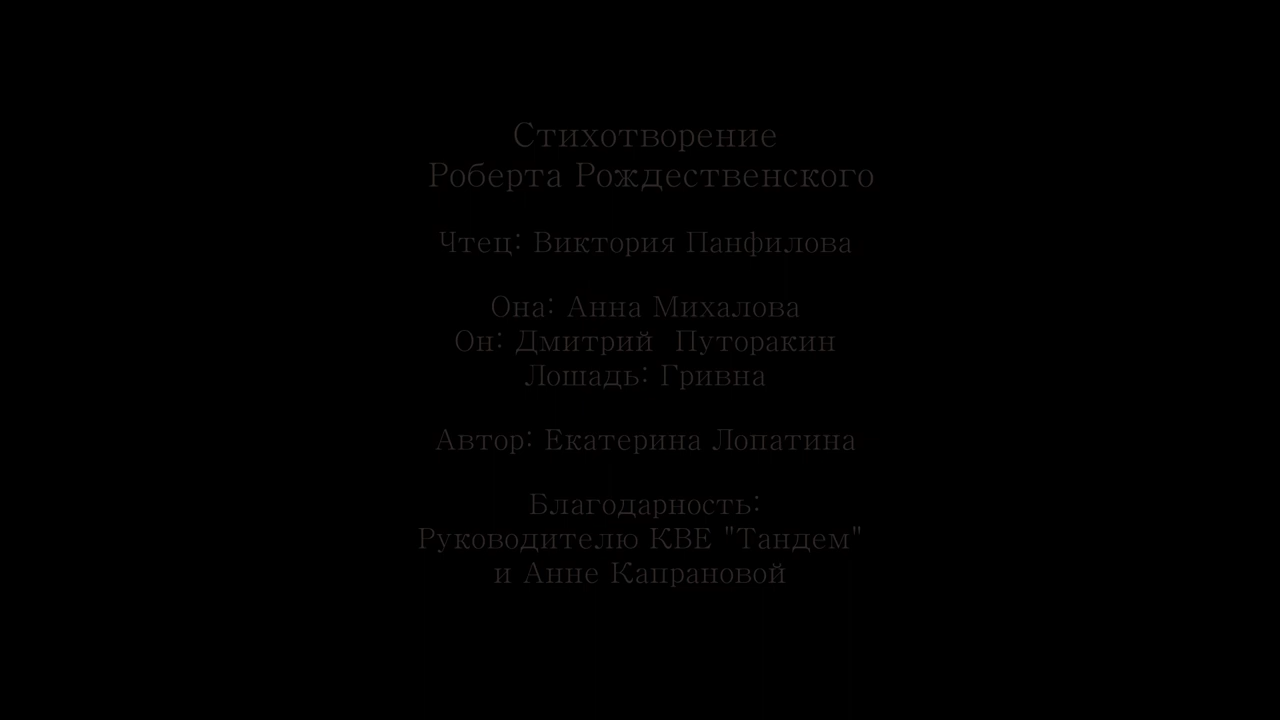 Стихотворение
Роберта Рождественского
Чтец: Виктория Панфилова
Она: Анна Михалова
Он: Дмитрий Путоракин
Лошадь: Гривна
Автор: Екатерина Лопатина
Благодарность:
Руководителю КВЕ "Тандем"
и Анне Капрановой